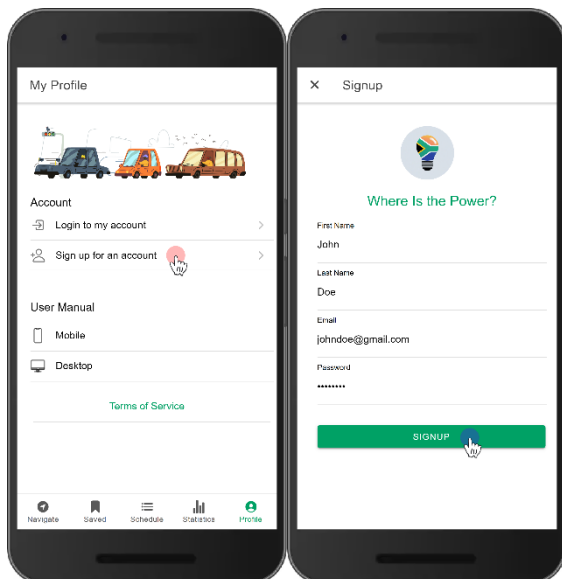 My Profile
Account
Login to my account
Sign up for an account
User Manual
Mobile
Desktop
Terms of Service
Navigate
Saved
Schedule
Statistics
Profile
Signup
Where Is the Power?
First Name
John
Last Name
Doe
Email
johndoe@gmail.com
Password
SIGNUP